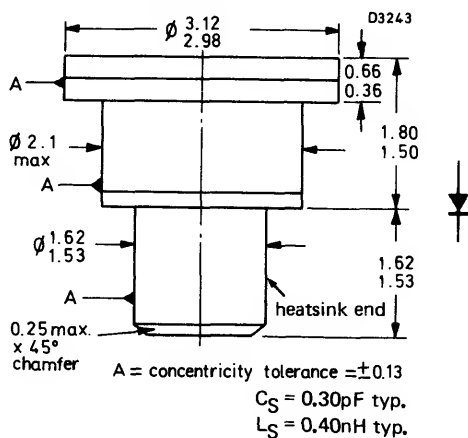 D3243
Ø 3.12
2.98
0.66
0.36
A
Ø 2.1
max
1.80
1.50
A
Ø 1.62
1.53
1.62
1.53
A
heatsink end
0.25 max.
x 45°
chamfer
A = concentricity tolerance = ±0.13
CS = 0.30pF typ.
LS = 0.40nH typ.